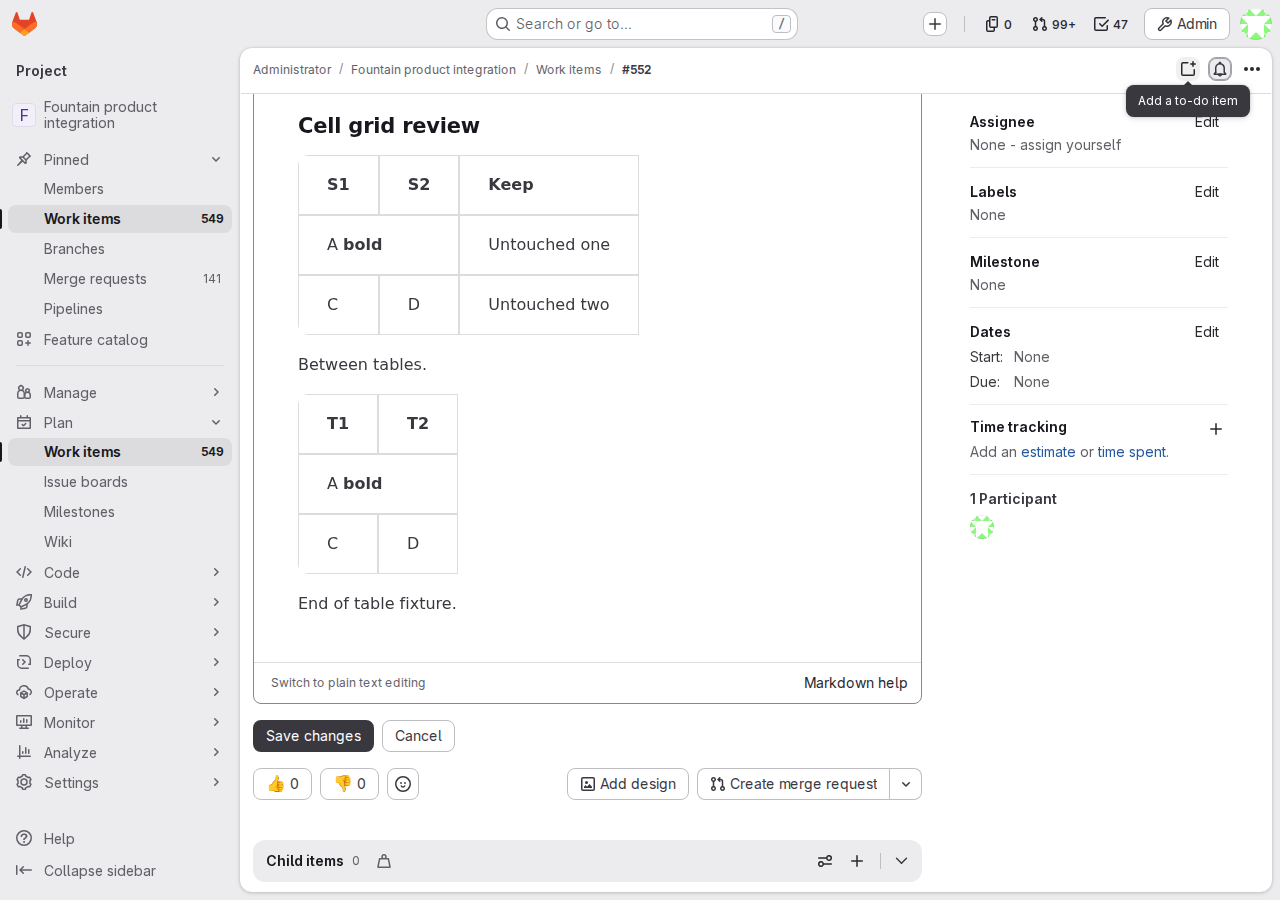 Search or go to...
/
0
99+
47
Admin
Project
F
Fountain product integration
Pinned
Members
Work items
549
Branches
Merge requests
141
Pipelines
Feature catalog
Manage
Plan
Work items
549
Issue boards
Milestones
Wiki
Code
Build
Secure
Deploy
Operate
Monitor
Analyze
Settings
Help
Collapse sidebar
Administrator / Fountain product integration / Work items / #552
Add a to-do item
Cell grid review
S1 S2 Keep
A bold Untouched one
C D Untouched two
Between tables.
T1 T2
A bold
C D
End of table fixture.
Switch to plain text editing
Markdown help
Save changes
Cancel
👍 0
👎 0
Add design
Create merge request
Child items 0
Assignee
Edit
None - assign yourself
Labels
Edit
None
Milestone
Edit
None
Dates
Edit
Start: None
Due: None
Time tracking
Add an estimate or time spent.
1 Participant